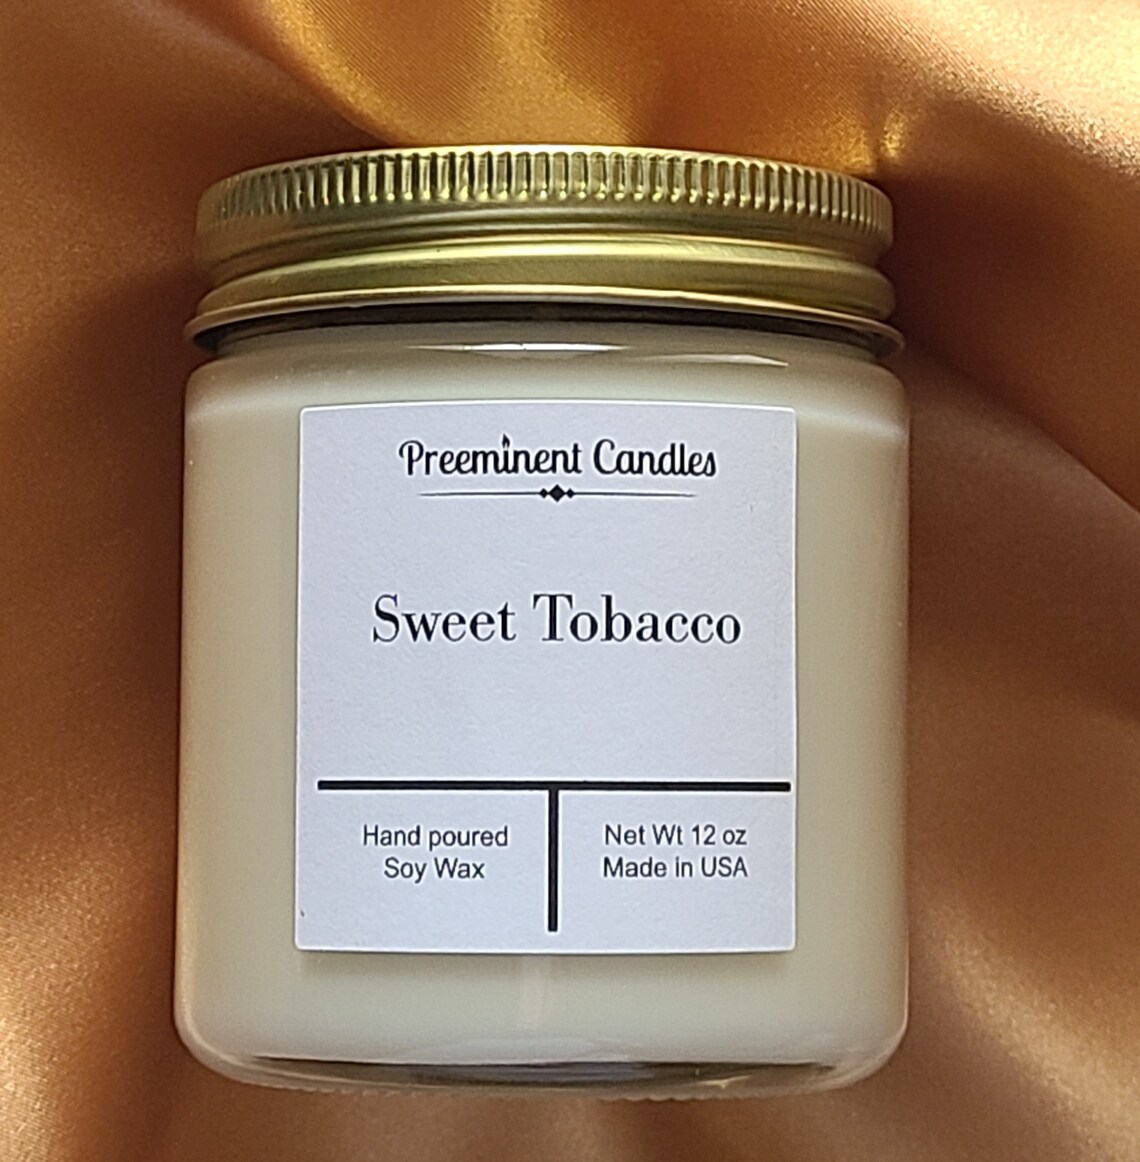 Preeminent Candles
Sweet Tobacco
Hand poured
Soy Wax
Net Wt 12 oz
Made in USA